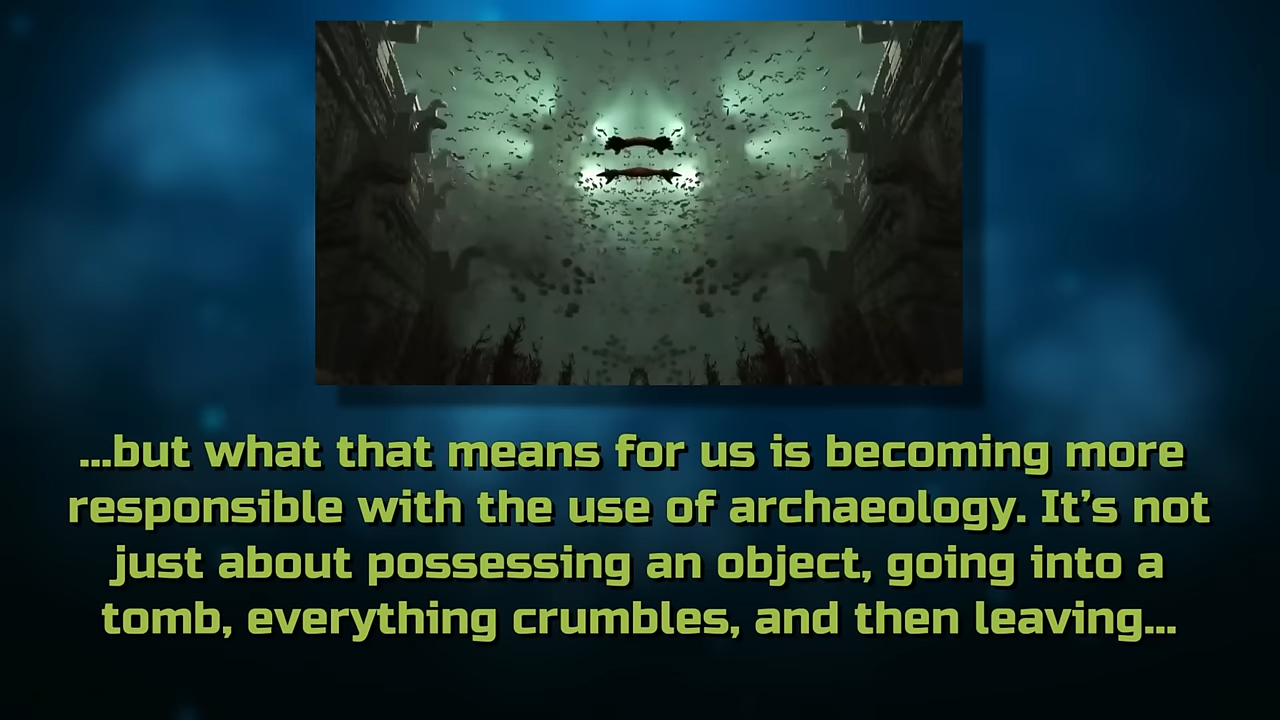 ...but what that means for us is becoming more
responsible with the use of archaeology. It’s not
just about possessing an object, going into a
tomb, everything crumbles, and then leaving...